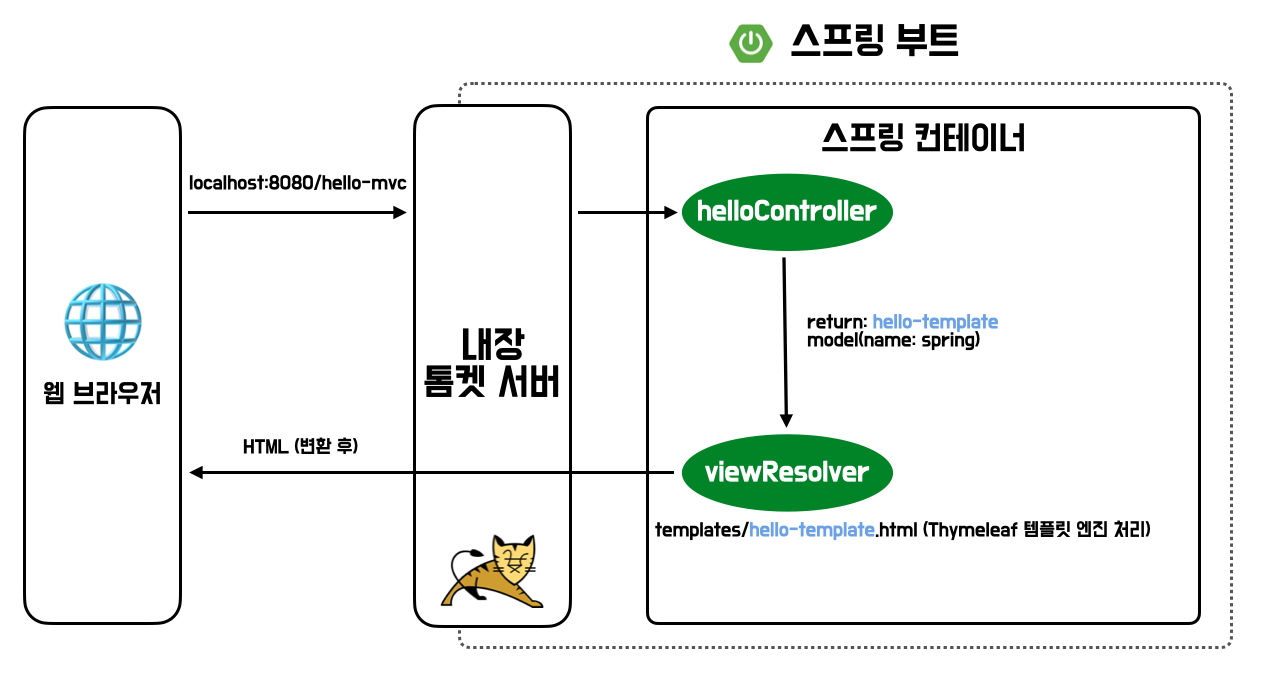 스프링 부트
스프링 컨테이너
localhost:8080/hello-mvc
helloController
return: hello-template
model(name: spring)
내장
톰켓 서버
웹 브라우저
HTML (변환 후)
viewResolver
templates/hello-template.html (Thymeleaf 템플릿 엔진 처리)